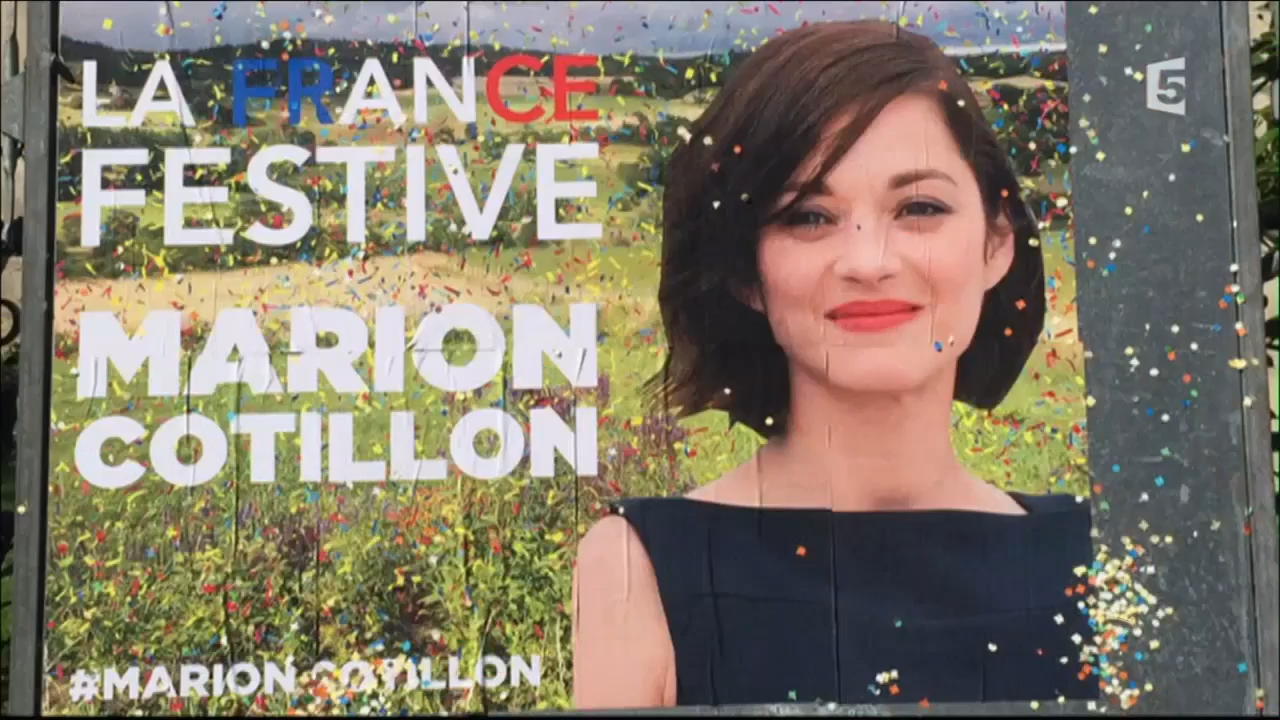 LA FRANCE
FESTIVE
MARION
COTILLON
#MARION COTILLON
5